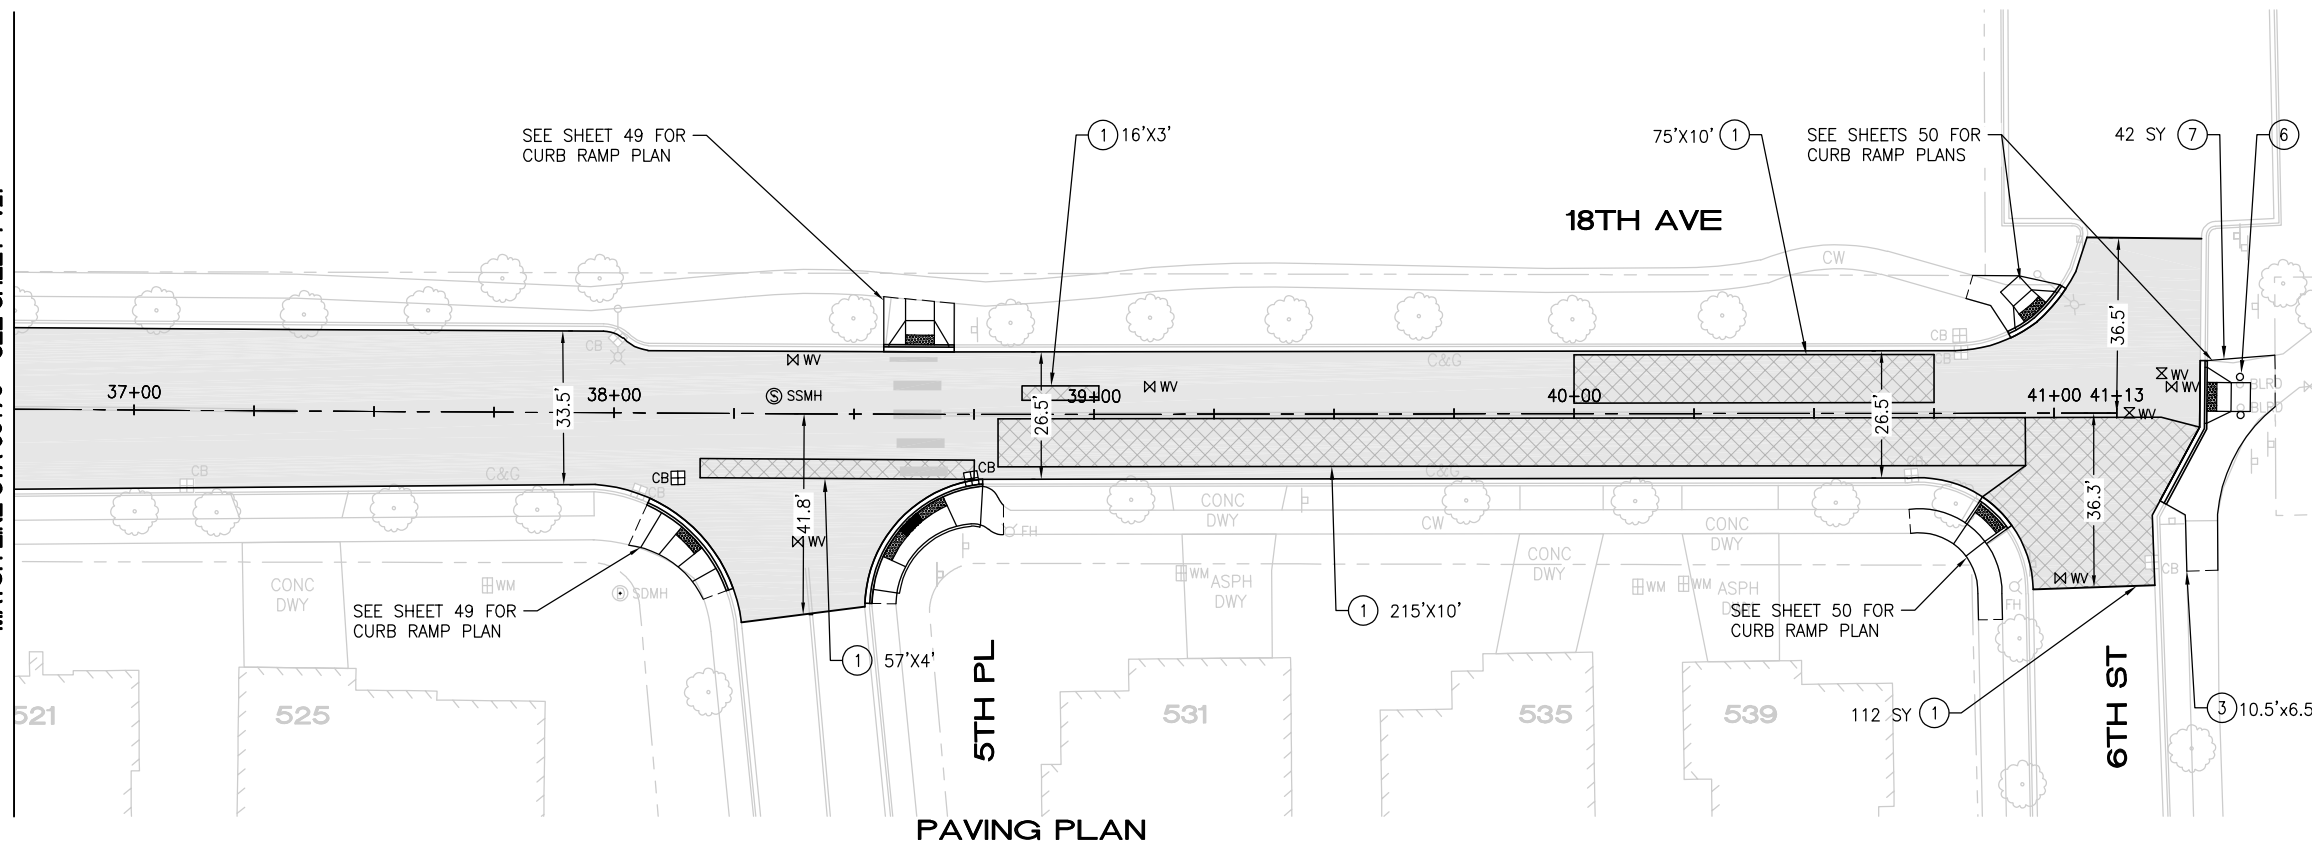 SEE SHEET 49 FOR
CURB RAMP PLAN
1 16'X3'
75'X10' 1
SEE SHEETS 50 FOR
CURB RAMP PLANS
42 SY 7
6
18TH AVE
CW
CB
C&G
CB
CB
WV
SSMH
WV
37+00
38+00
39+00
40+00
41+00
41+13
33.5'
26.5'
26.5'
36.5'
WV
WV
WV
BLRD
BLRD
CB
C&G
CB
CB
CB
C&G
CB
41.8'
WV
36.3'
CONC
DWY
CW
CONC
DWY
FH
CONC
DWY
CONC
DWY
WM
SDMH
WM
ASPH
DWY
WM
WM
ASPH
WV
CB
FH
SEE SHEET 49 FOR
CURB RAMP PLAN
1 215'X10'
SEE SHEET 50 FOR
CURB RAMP PLAN
1 57'X4'
5TH PL
6TH ST
521
525
531
535
539
112 SY 1
3 10.5'x6.5
PAVING PLAN